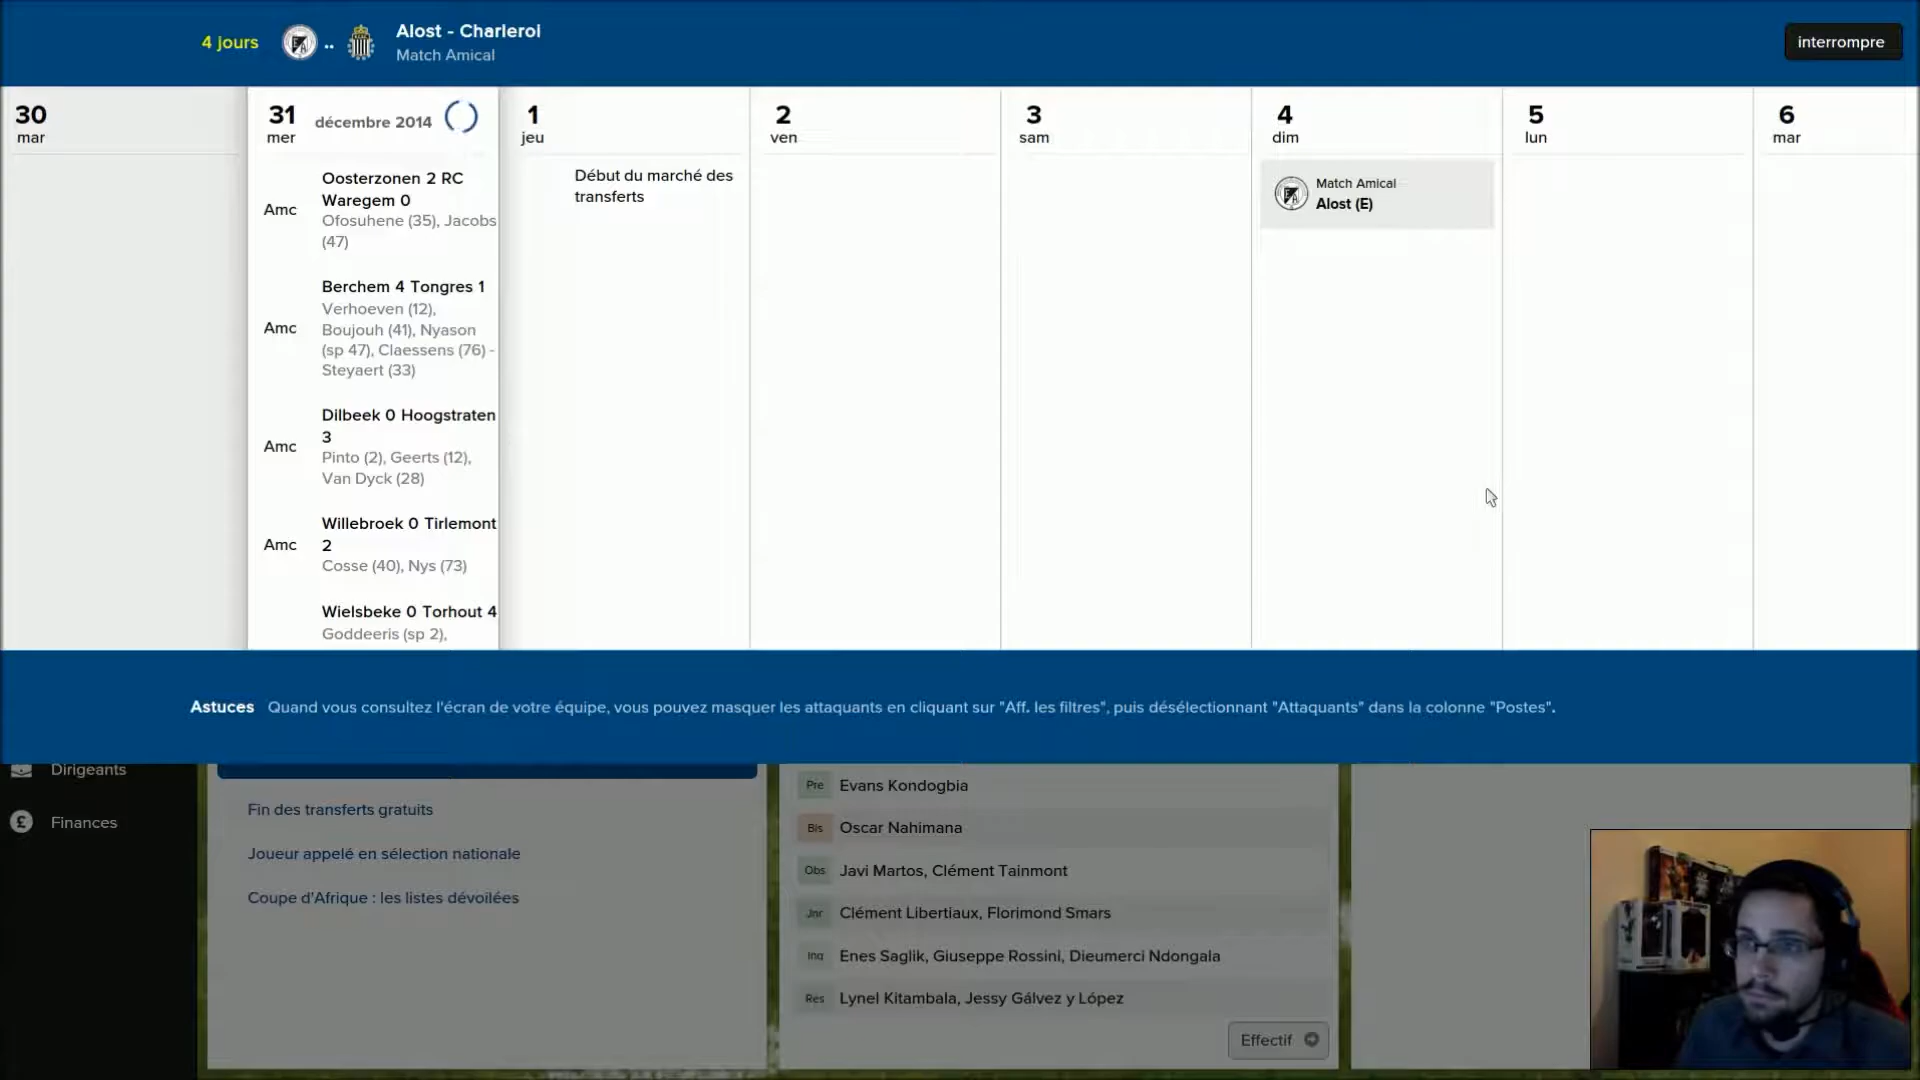 4 jours
..
Alost - Charleroi
Match Amical
interrompre
30
mar
31
mer
décembre 2014
1
jeu
2
ven
3
sam
4
dim
5
lun
6
mar
Amc
Oosterzonen 2 RC
Waregem 0
Ofosuhene (35), Jacobs
(47)
Amc
Berchem 4 Tongres 1
Verhoeven (12),
Boujouh (41), Nyason
(sp 47), Claessens (76) -
Steyaert (33)
Amc
Dilbeek 0 Hoogstraten
3
Pinto (2), Geerts (12),
Van Dyck (28)
Amc
Willebroek 0 Tirlemont
2
Cosse (40), Nys (73)
Wielsbeke 0 Torhout 4
Goddeeris (sp 2),
Début du marché des
transferts
Match Amical
Alost (E)
Astuces Quand vous consultez l'écran de votre équipe, vous pouvez masquer les attaquants en cliquant sur "Aff. les filtres", puis désélectionnant "Attaquants" dans la colonne "Postes".
Dirigeants
Finances
Fin des transferts gratuits
Joueur appelé en sélection nationale
Coupe d'Afrique : les listes dévoilées
Pre Evans Kondogbia
Bis Oscar Nahimana
Obs Javi Martos, Clément Tainmont
Jnr Clément Libertiaux, Florimond Smars
Inq Enes Saglik, Giuseppe Rossini, Dieumerci Ndongala
Res Lynel Kitambala, Jessy Gálvez y López
Effectif